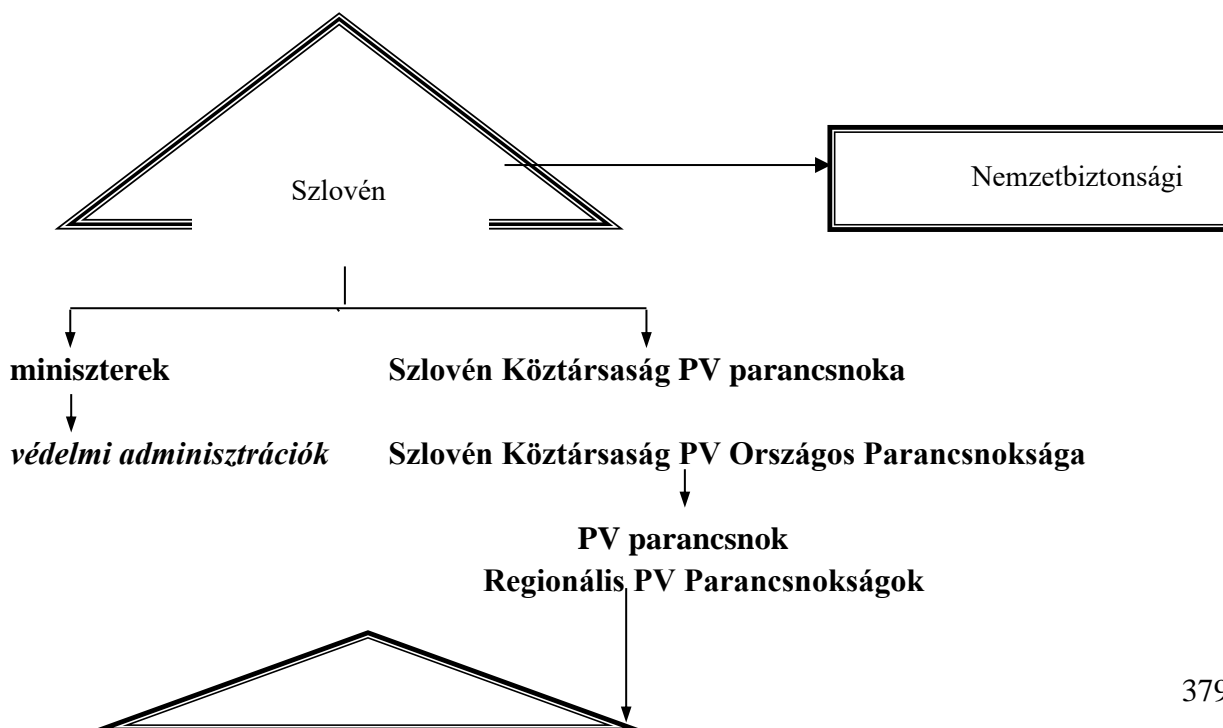 Szlovén
Nemzetbiztonsági
miniszterek
Szlovén Köztársaság PV parancsnoka
védelmi adminisztrációk
Szlovén Köztársaság PV Országos Parancsnoksága
PV parancsnok
Regionális PV Parancsnokságok
379